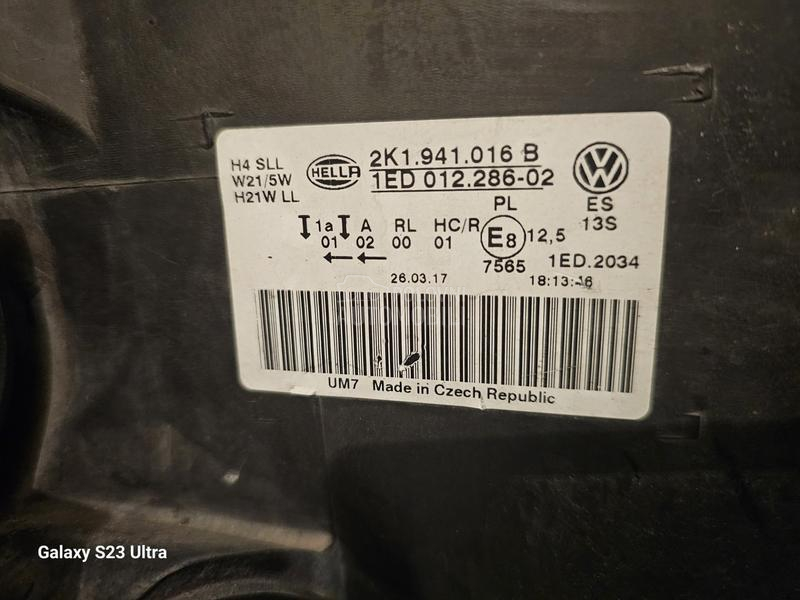 H4 SLL
W21/5W
H21W LL
HELLA
2K1.941.016 B
1ED 012.286-02
PL
ES
13S
1a A RL HC/R E8 12,5
01 02 00 01
7565 1ED.2034
26.03.17 18:13:46
UM7 Made in Czech Republic
Galaxy S23 Ultra